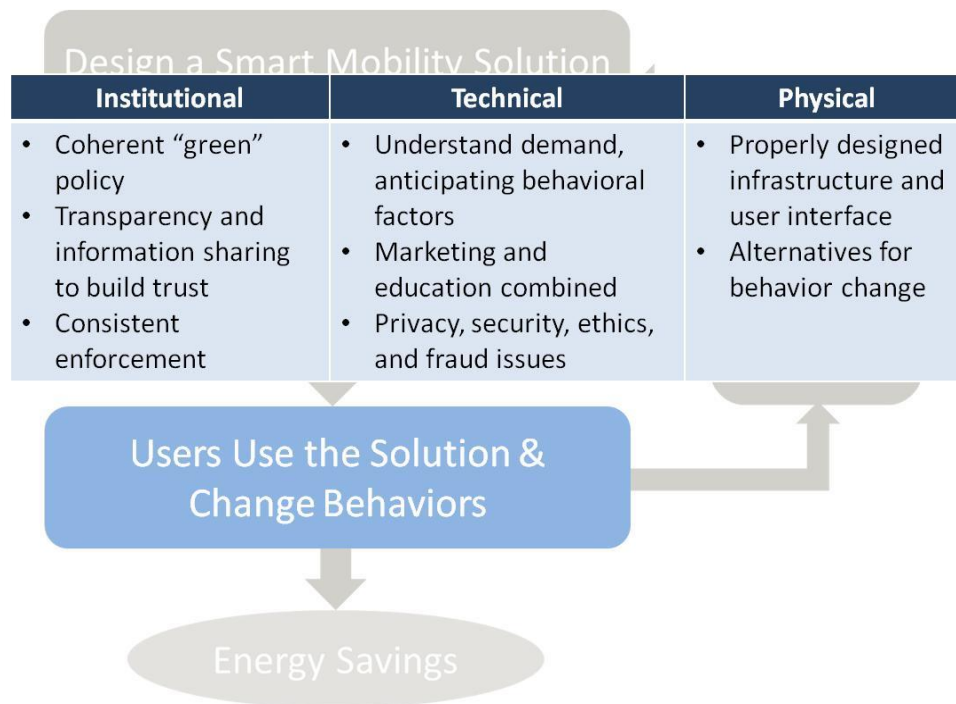 Design a Smart Mobility Solution
Institutional
Technical
Physical
• Coherent “green”
policy
• Transparency and
information sharing
to build trust
• Consistent
enforcement
• Understand demand,
anticipating behavioral
factors
• Marketing and
education combined
• Privacy, security, ethics,
and fraud issues
• Properly designed
infrastructure and
user interface
• Alternatives for
behavior change
Users Use the Solution &
Change Behaviors
Energy Savings